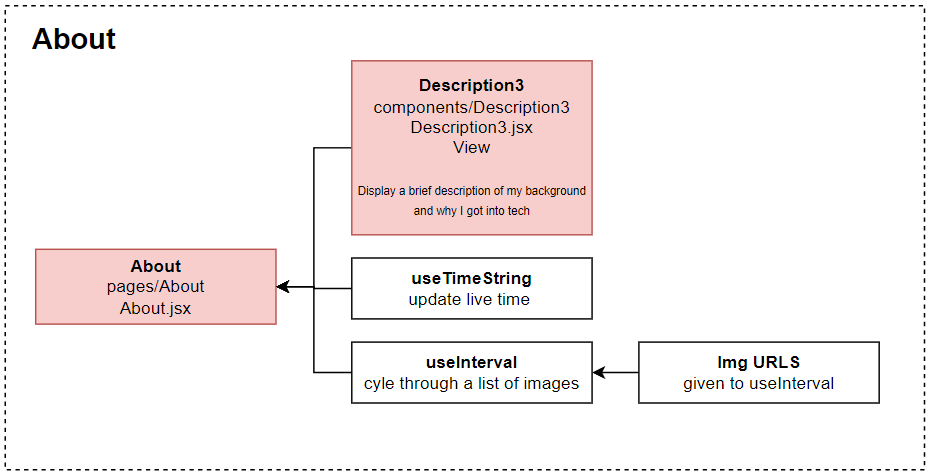 About
Description3
components/Description3
Description3.jsx
View
Display a brief description of my background
and why I got into tech
About
pages/About
About.jsx
useTimeString
update live time
useInterval
cyle through a list of images
Img URLS
given to useInterval